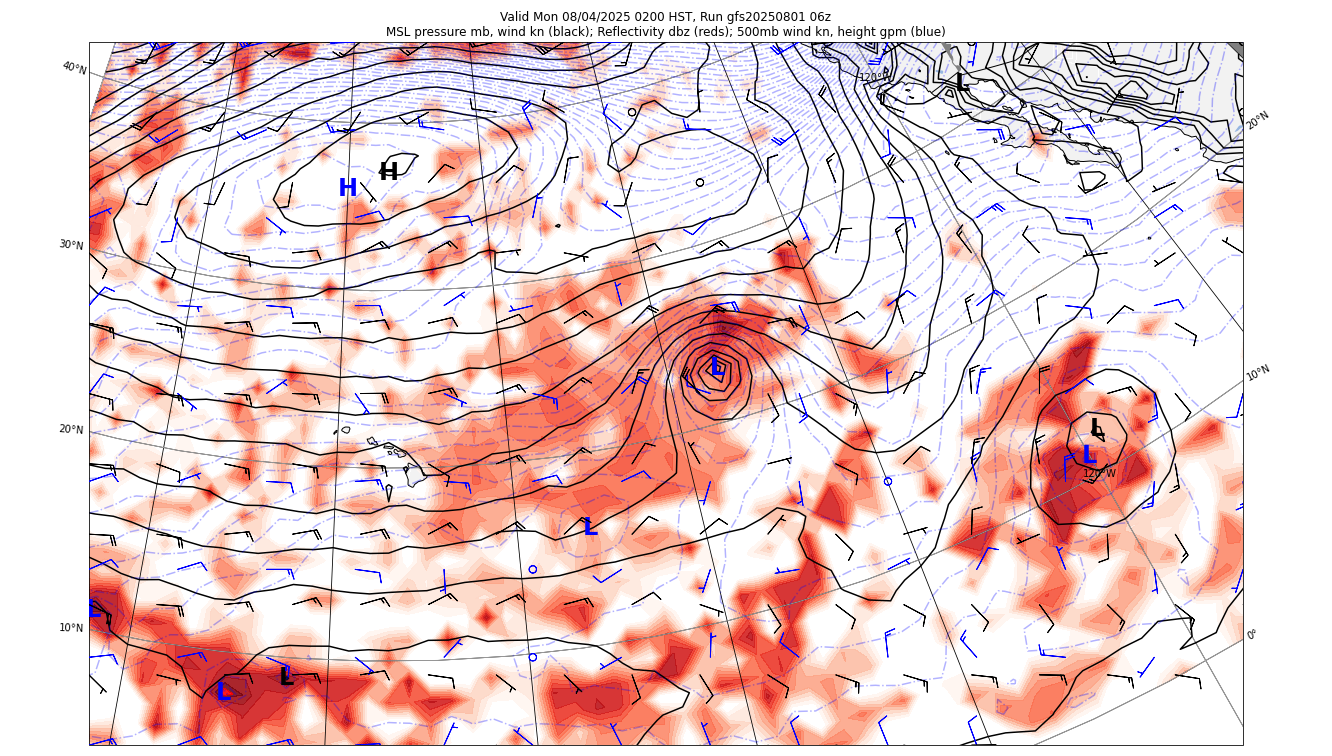 Valid Mon 08/04/2025 0200 HST, Run gfs20250801 06z
MSL pressure mb, wind kn (black); Reflectivity dbz (reds); 500mb wind kn, height gpm (blue)
40°N
120°W
L
20°N
H
H
30°N
L
10°N
20°N
L
L
120°W
L
L
10°N
0°
L
L